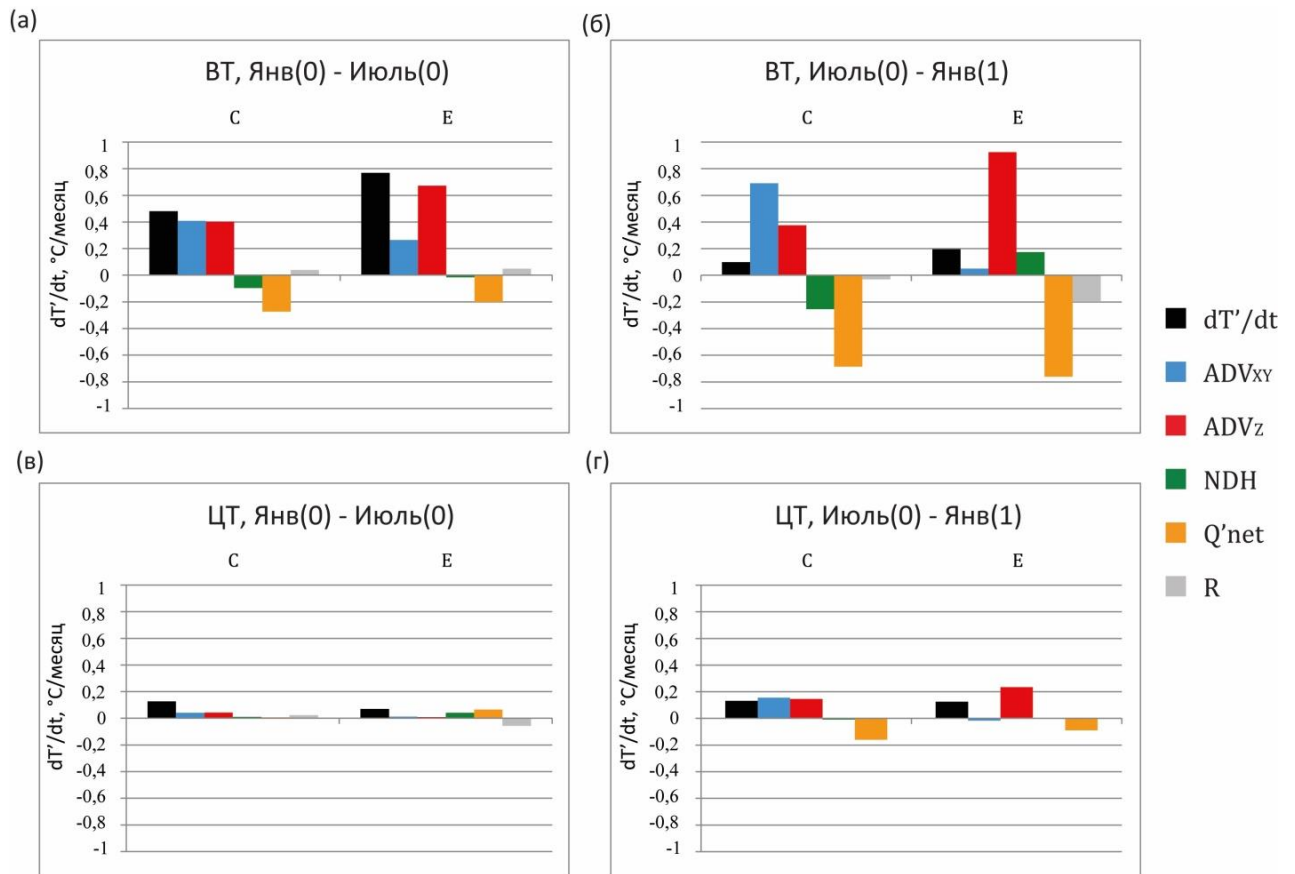 (а)
ВТ, Янв(0) - Июль(0)
C E
dT'/dt, °C/месяц
1
0,8
0,6
0,4
0,2
0
-0,2
-0,4
-0,6
-0,8
-1
(б)
ВТ, Июль(0) - Янв(1)
C E
dT'/dt, °C/месяц
1
0,8
0,6
0,4
0,2
0
-0,2
-0,4
-0,6
-0,8
-1
(в)
ЦТ, Янв(0) - Июль(0)
C E
dT'/dt, °C/месяц
1
0,8
0,6
0,4
0,2
0
-0,2
-0,4
-0,6
-0,8
-1
(г)
ЦТ, Июль(0) - Янв(1)
C E
dT'/dt, °C/месяц
1
0,8
0,6
0,4
0,2
0
-0,2
-0,4
-0,6
-0,8
-1
dT'/dt
ADVXY
ADVZ
NDH
Q'net
R